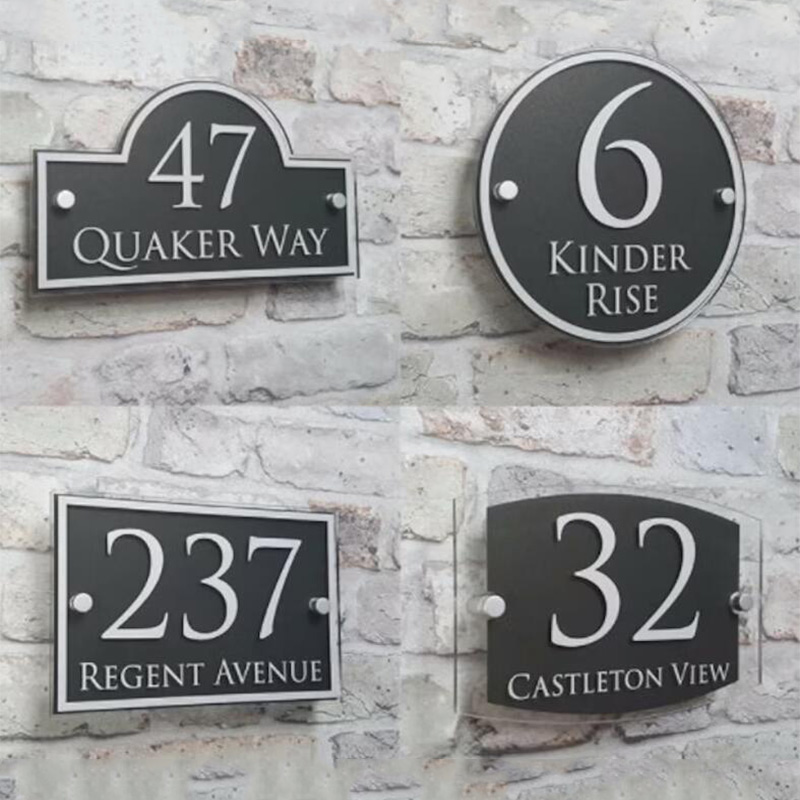 47
QUAKER WAY
6
KINDER
RISE
237
REGENT AVENUE
32
CASTLETON VIEW